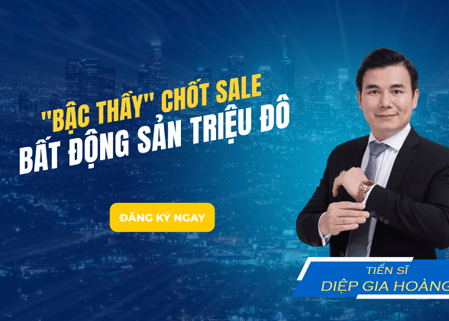 "BẬC THẦY" CHỐT SALE
BẤT ĐỘNG SẢN TRIỆU ĐÔ
ĐĂNG KÝ NGAY
TIẾN SĨ
DIỆP GIA HOÀNG